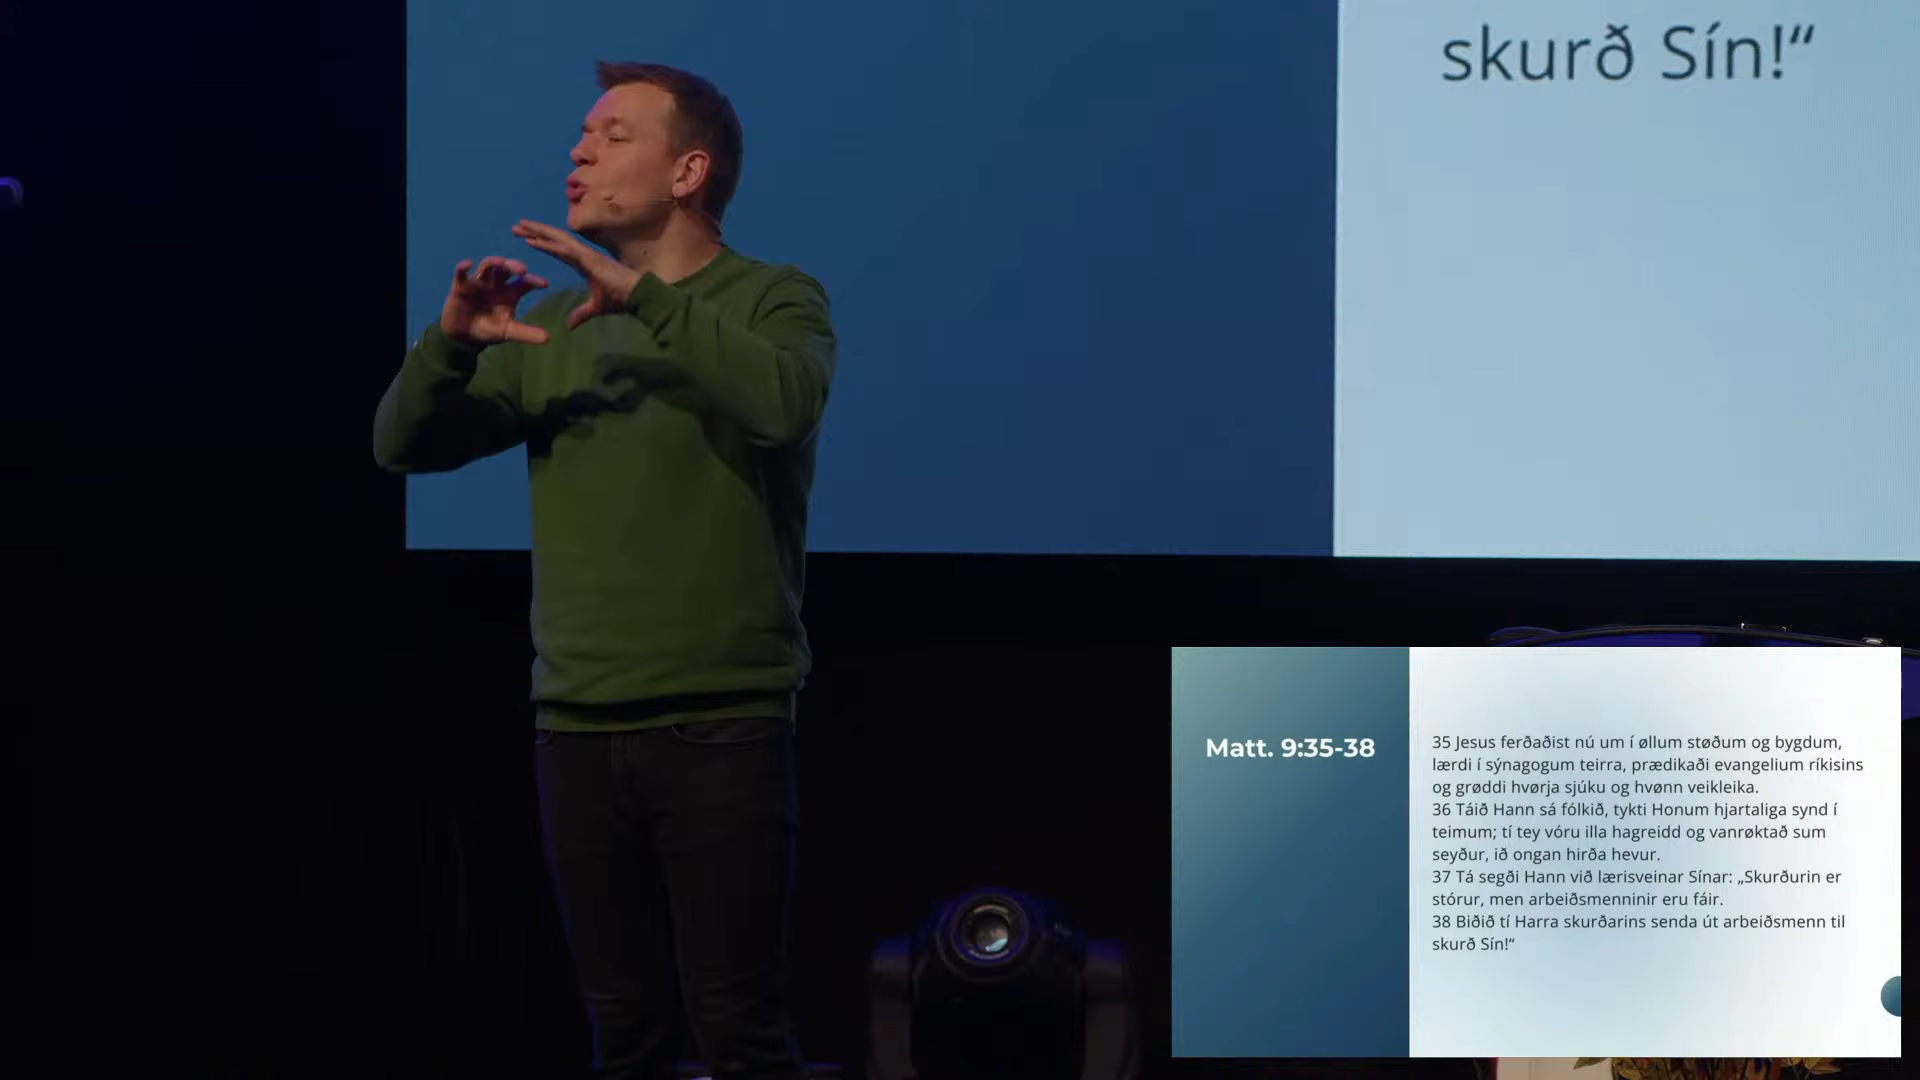 skurð Sín!“
Matt. 9:35-38
35 Jesus ferðaðist nú um í øllum støðum og bygdum,
lærdi í sýnagogum teirra, prædikaði evangelium ríkisins
og grøddi hvørja sjúku og hvønn veikleika.
36 Táið Hann sá fólkið, tykti Honum hjartaliga synd í
teimum; tí tey vóru illa hagreidd og vanrøktað sum
seyður, ið ongan hirða hevur.
37 Tá segði Hann við lærisveinar Sínar: „Skurðurin er
stórur, men arbeiðsmenninir eru fáir.
38 Biðið tí Harra skurðarins senda út arbeiðsmenn til
skurð Sín!“